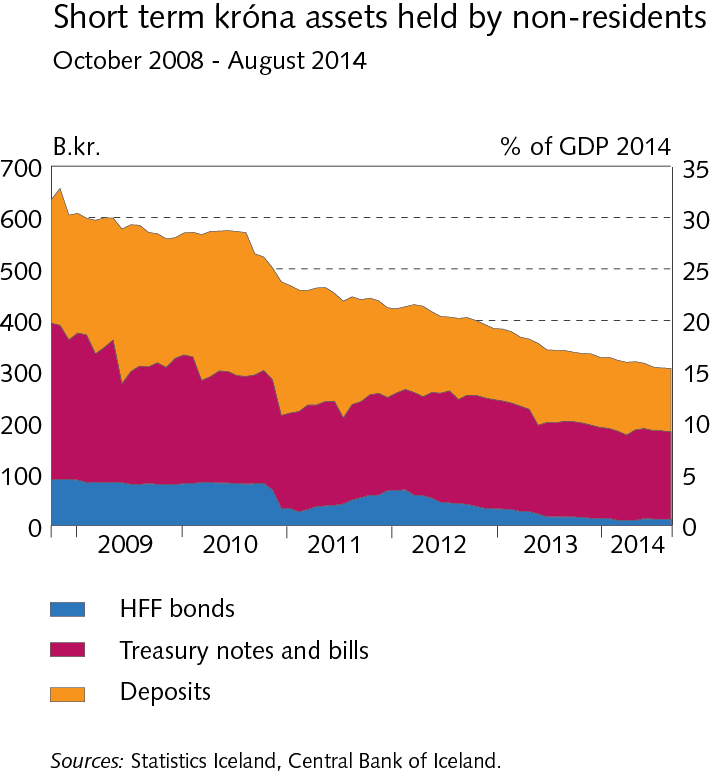 Short term króna assets held by non-residents
October 2008 - August 2014
B.kr. % of GDP 2014
700 35
600 30
500 25
400 20
300 15
200 10
100 5
0 0
2009 2010 2011 2012 2013 2014
HFF bonds
Treasury notes and bills
Deposits
Sources: Statistics Iceland, Central Bank of Iceland.